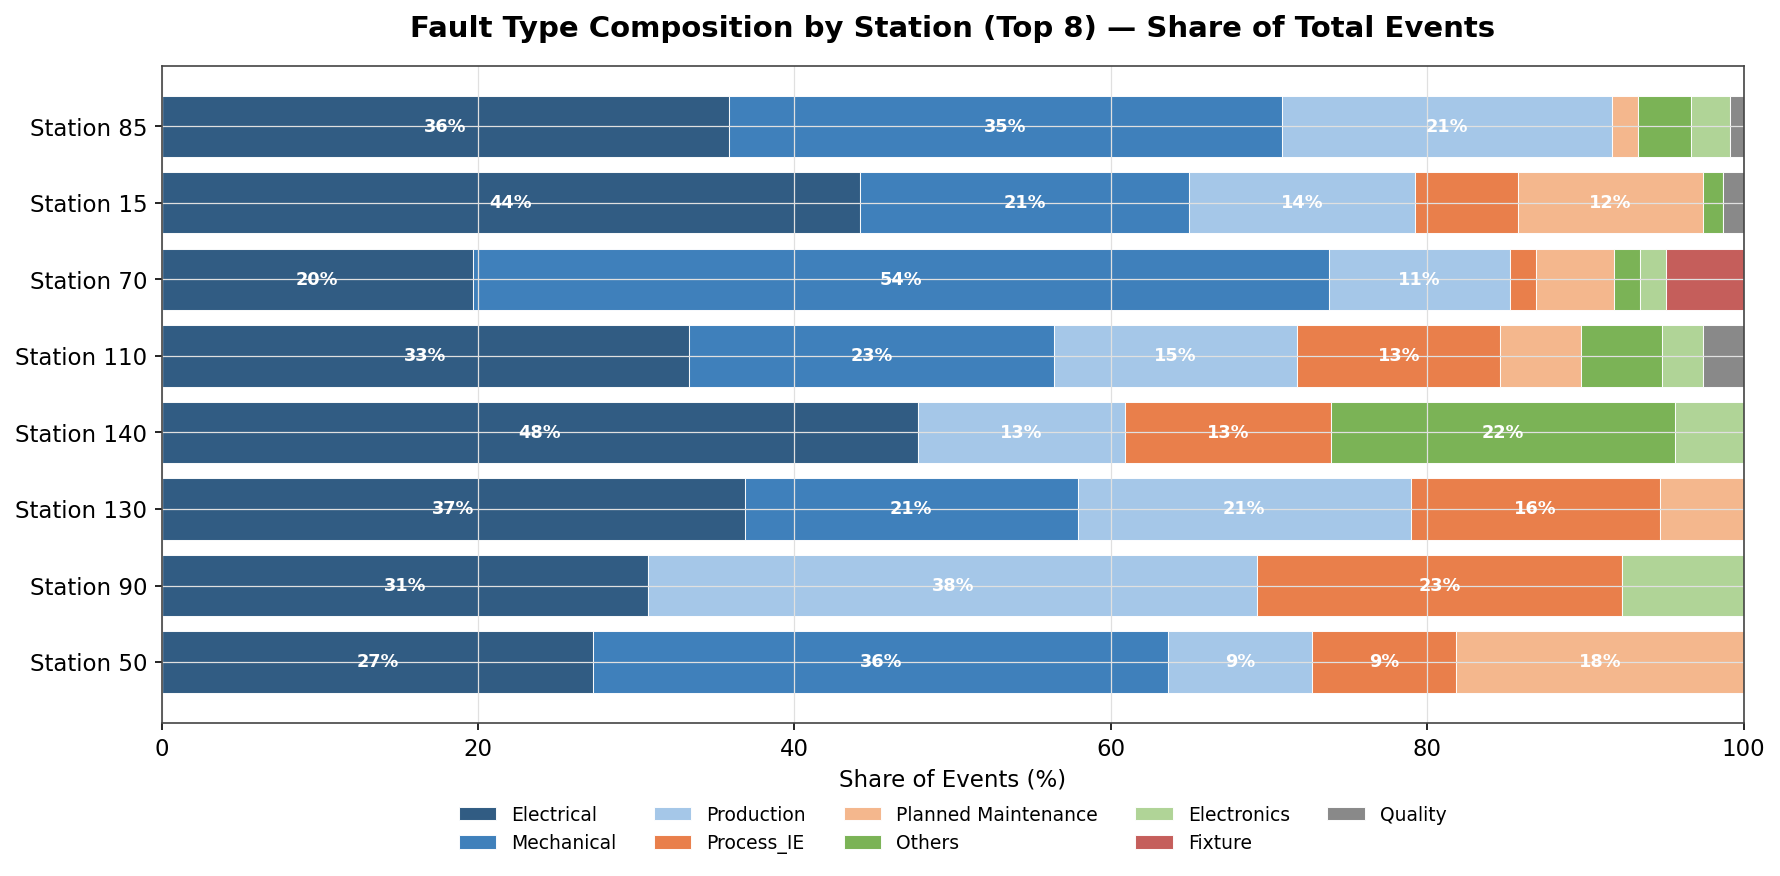 Fault Type Composition by Station (Top 8) — Share of Total Events
Station 85 36% 35% 21%
Station 15 44% 21% 14% 12%
Station 70 20% 54% 11%
Station 110 33% 23% 15% 13%
Station 140 48% 13% 13% 22%
Station 130 37% 21% 21% 16%
Station 90 31% 38% 23%
Station 50 27% 36% 9% 9% 18%
0 20 40 60 80 100
Share of Events (%)
Electrical Production Planned Maintenance Electronics Quality
Mechanical Process_IE Others Fixture